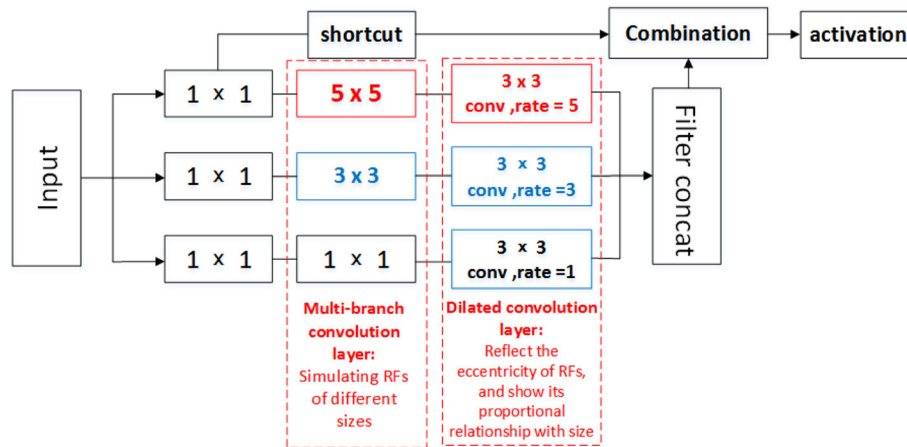 shortcut
Combination
activation
Input
1 x 1
5 x 5
3 x 3
conv ,rate = 5
1 x 1
3 x 3
3 x 3
conv ,rate =3
1 x 1
1 x 1
3 x 3
conv ,rate =1
Filter concat
Multi-branch
convolution
layer:
Simulating RFs
of different
sizes
Dilated convolution
layer:
Reflect the
eccentricity of RFs,
and show its
proportional
relationship with size